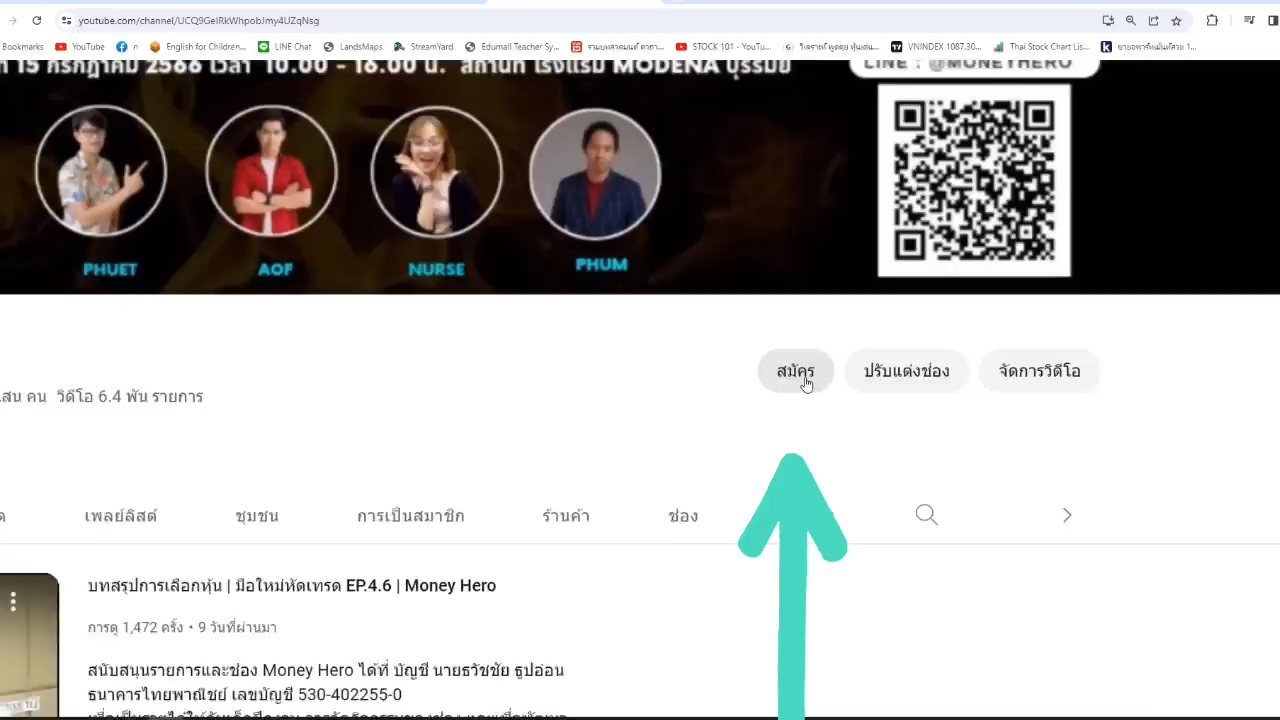 youtube.com/channel/UCQ9GeIRkWhpobJmy4UZqNsg
Bookmarks YouTube English for Children... LINE Chat LandsMaps StreamYard Edumall Teacher Sy... STOCK 101 - YouTu... VNINDEX 1087.30... Thai Stock Chart Lis...
15 กรกฎาคม 2566 เวลา 10.00 - 16.00 น. สถานที่ โรงแรม MODENA บุรีรัมย์
LINE : @MONEYHERO
PHUET AOF NURSE PHUM
สมัคร ปรับแต่งช่อง จัดการวิดีโอ
แสน คน วิดีโอ 6.4 พัน รายการ
เพลย์ลิสต์ ชุมชน การเป็นสมาชิก ร้านค้า ช่อง
บทสรุปการเลือกหุ้น | มือใหม่หัดเทรด EP.4.6 | Money Hero
การดู 1,472 ครั้ง • 9 วันที่ผ่านมา
สนับสนุนรายการและช่อง Money Hero ได้ที่ บัญชี นายธวัชชัย ธูปอ่อน
ธนาคารไทยพาณิชย์ เลขบัญชี 530-402255-0